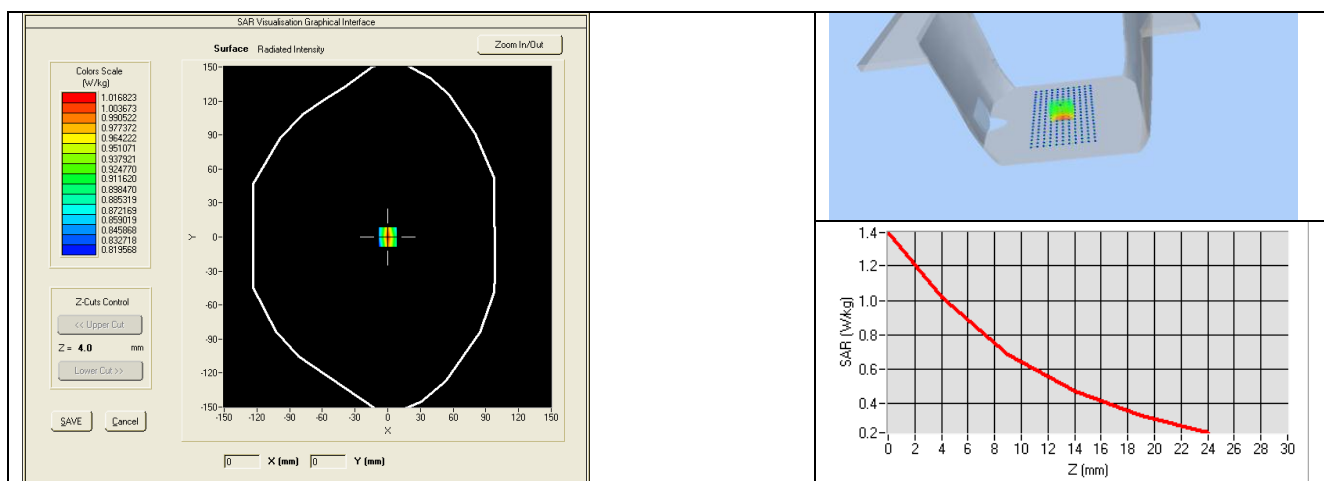 SAR Visualisation Graphical Interface
Surface Radiated Intensity
Zoom In/Out
Colors Scale
(W/kg)
1.016823
1.003673
0.990522
0.977372
0.964222
0.951071
0.937921
0.924770
0.911620
0.898470
0.885319
0.872169
0.859019
0.845868
0.832718
0.819568
Z-Cuts Control
<< Upper Cut
Z = 4.0 mm
Lower Cut >>
SAVE Cancel
150-
120-
90-
60-
30-
0-
-30-
-60-
-90-
-120-
-150-
Y
-150 -120 -90 -60 -30 0 30 60 90 120 150
X
0 X (mm) 0 Y (mm)
1.4
1.2
1.0
0.8
0.6
0.4
0.2
SAR (W/kg)
0 2 4 6 8 10 12 14 16 18 20 22 24 26 28 30
Z (mm)